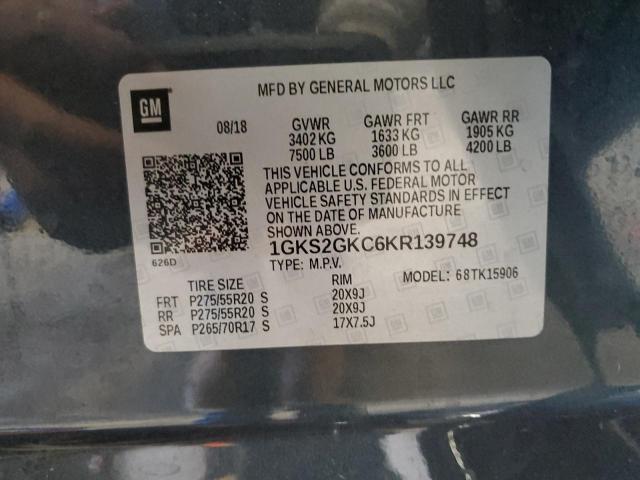 MFD BY GENERAL MOTORS LLC
GM
08/18
GVWR GAWR FRT GAWR RR
3402 KG 1633 KG 1905 KG
7500 LB 3600 LB 4200 LB
THIS VEHICLE CONFORMS TO ALL
APPLICABLE U.S. FEDERAL MOTOR
VEHICLE SAFETY STANDARDS IN EFFECT
ON THE DATE OF MANUFACTURE
SHOWN ABOVE.
626D
1GKS2GKC6KR139748
TYPE: M.P.V. MODEL: 68TK15906
TIRE SIZE RIM
FRT P275/55R20 S 20X9J
RR P275/55R20 S 20X9J
SPA P265/70R17 S 17X7.5J